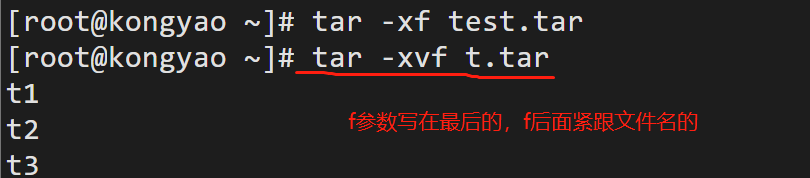 [root@kongyao ~]# tar -xf test.tar
[root@kongyao ~]# tar -xvf t.tar
t1
t2
f参数写在最后的，f后面紧跟文件名的
t3